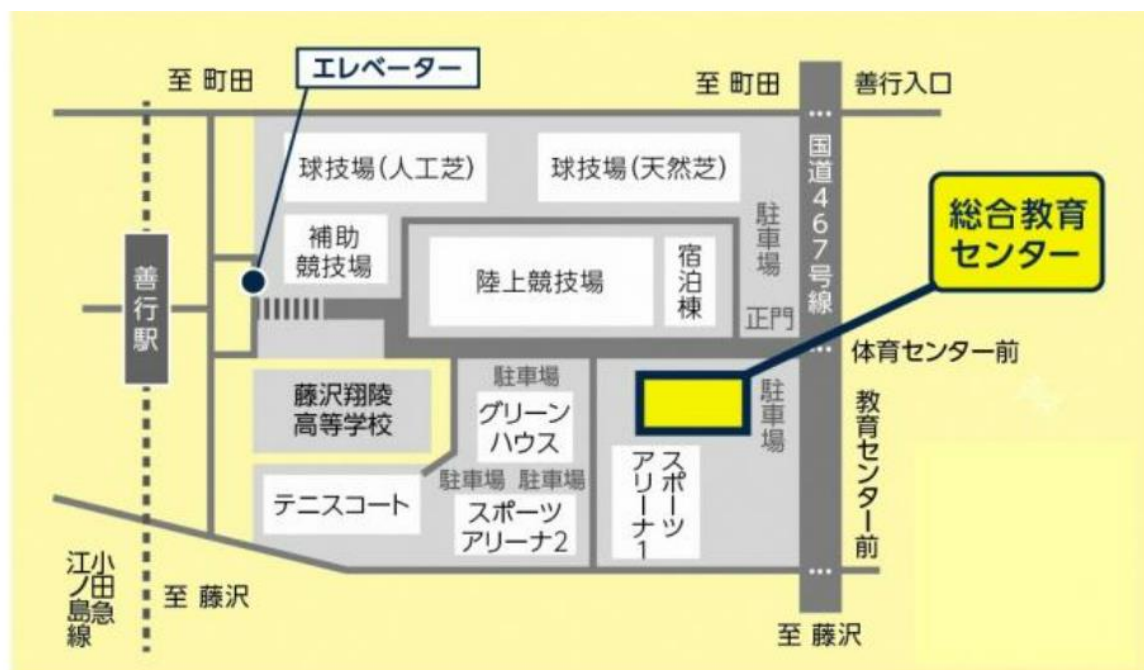 至 町田
エレベーター
至 町田
善行入口
球技場(人工芝)
球技場(天然芝)
国道467号線
駐車場
総合教育
センター
補助
競技場
陸上競技場
宿泊棟
善行駅
正門
体育センター前
藤沢翔陵
高等学校
駐車場
グリーン
ハウス
駐車場
教育センター前
駐車場
駐車場
スポーツ
アリーナ1
テニスコート
スポーツ
アリーナ2
小田急
江ノ島線
至 藤沢
至 藤沢